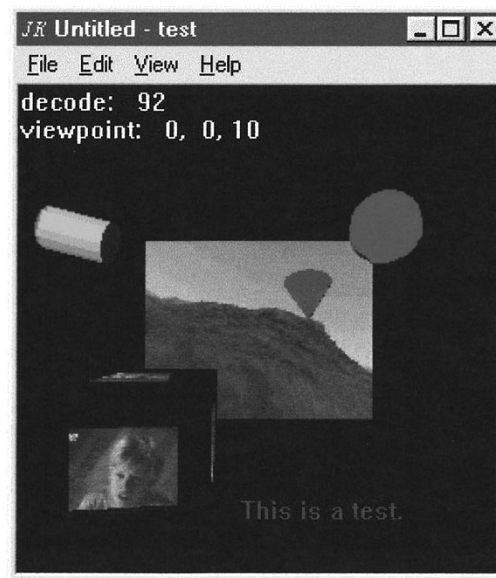 JK Untitled - test
File Edit View Help
decode: 92
viewpoint: 0, 0, 10
This is a test.